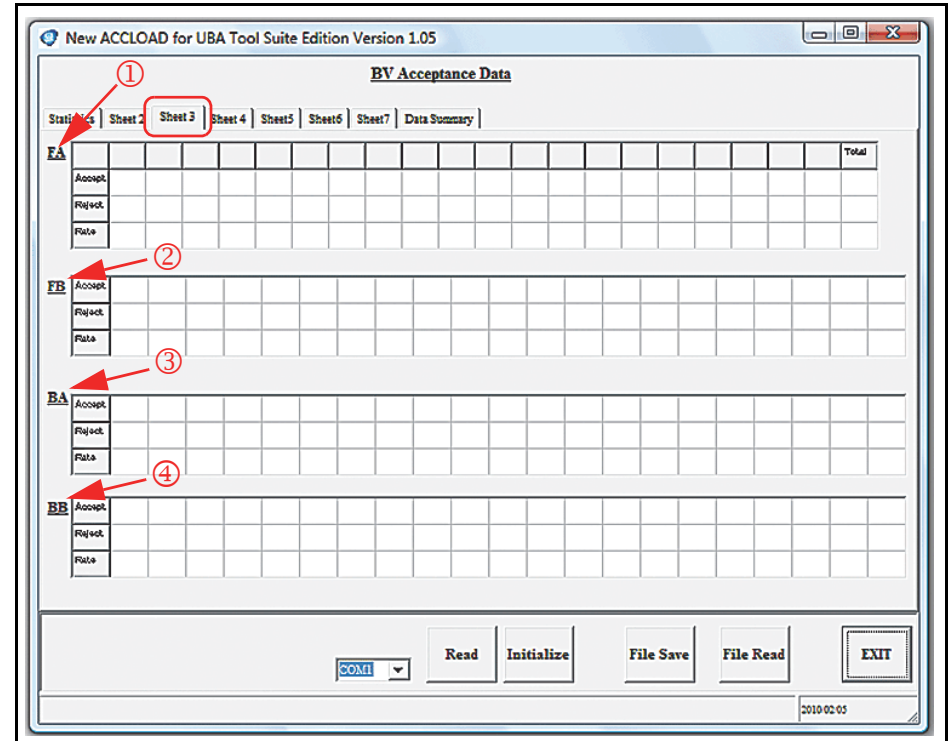 New ACCLOAD for UBA Tool Suite Edition Version 1.05
①
BV Acceptance Data
Statistics Sheet 2 Sheet 3 Sheet 4 Sheet5 Sheet6 Sheet7 Data Summary
FA Total
Accept
Reject
Rate
②
FB Accept
Reject
Rate
③
BA Accept
Reject
Rate
④
BB Accept
Reject
Rate
COM1 Read Initialize File Save File Read EXIT
2010/02/05